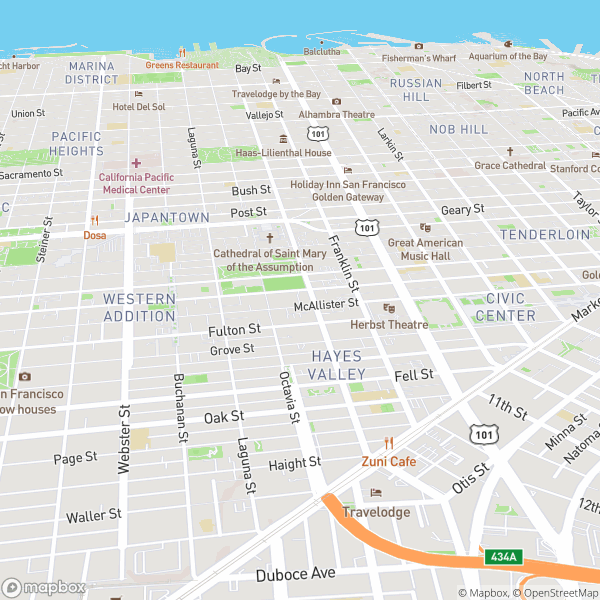 cht Harbor
MARINA
DISTRICT
Greens Restaurant
Bay St
Balclutha
Fisherman's Wharf
Aquarium of the Bay
NORTH
BEACH
Hotel Del Sol
Travelodge by the Bay
RUSSIAN
HILL
Filbert St
Union St
Vallejo St
Alhambra Theatre
Pacific Av
101
NOB HILL
PACIFIC
HEIGHTS
Laguna St
Haas-Lilienthal House
Larkin St
Grace Cathedral
Stanford Co
California Pacific
Medical Center
Sacramento St
Bush St
Holiday Inn San Francisco
Golden Gateway
Taylor S
IC
JAPANTOWN
Post St
Geary St
Steiner St
Dosa
101
Great American
Music Hall
TENDERLOIN
Cathedral of Saint Mary
of the Assumption
Franklin St
Gold
WESTERN
ADDITION
McAllister St
CIVIC
CENTER
Marke
Herbst Theatre
Fulton St
Grove St
HAYES
VALLEY
n San Francisco
ow houses
Buchanan St
Octavia St
Fell St
11th St
Webster St
Oak St
101
Minna St
Natoma
Laguna St
Page St
Haight St
Zuni Cafe
Otis St
Travelodge
12th
Waller St
434A
Duboce Ave
mapbox
© Mapbox, © OpenStreetMap